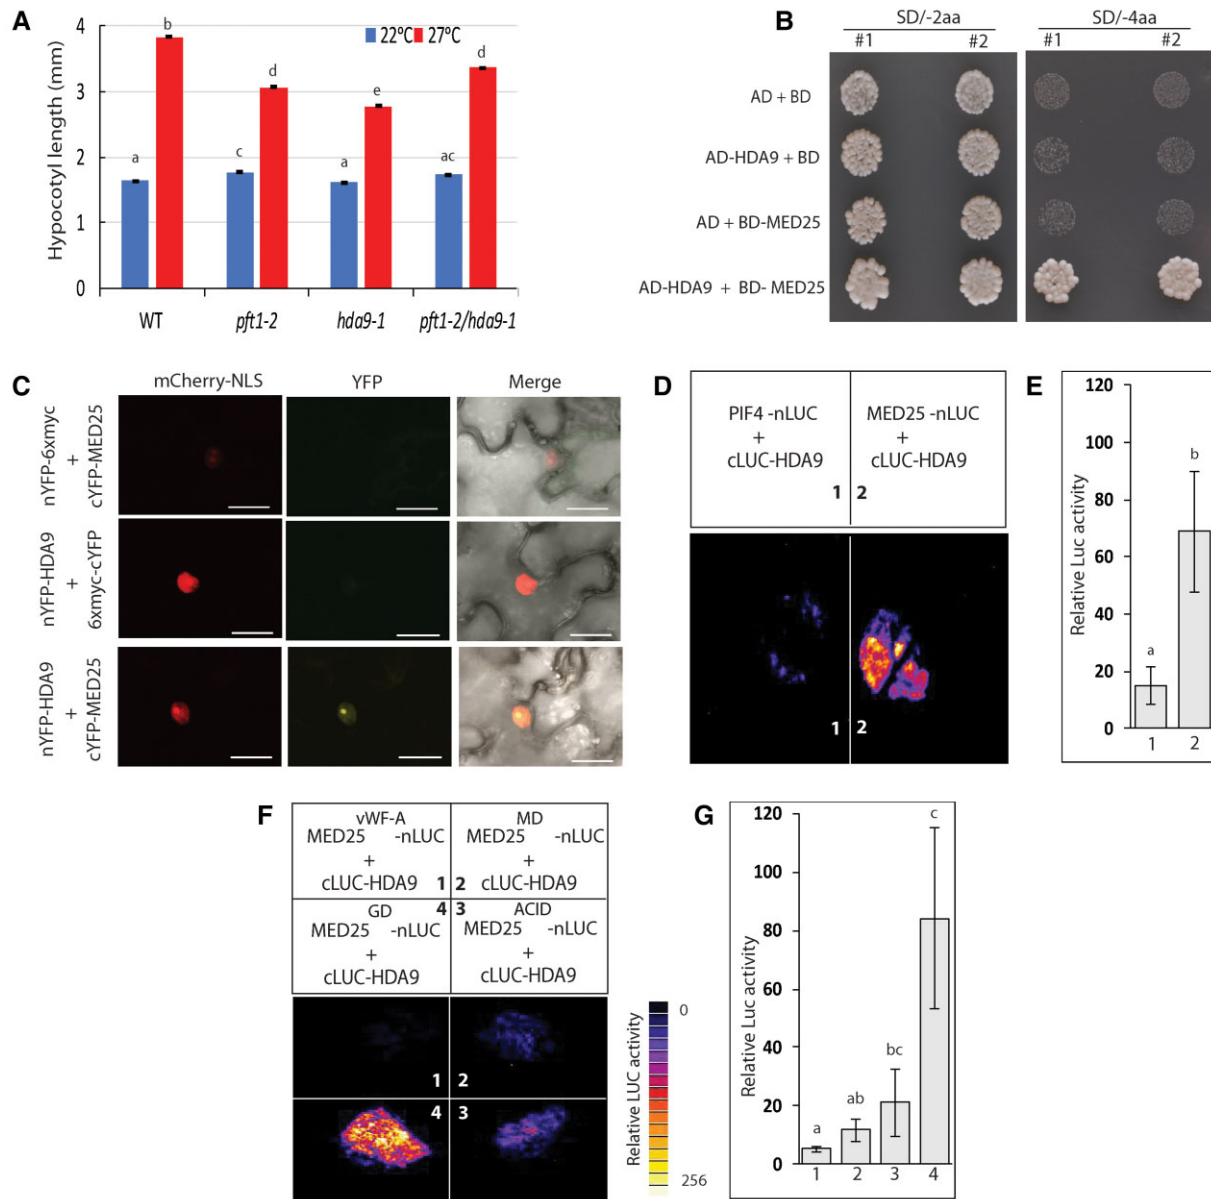 A
Hypocotyl length (mm)
4
3
2
1
0
22ºC 27ºC
a
b
c
d
a
e
ac
d
WT
pft1-2
hda9-1
pft1-2/hda9-1
B
SD/-2aa
SD/-4aa
#1
#2
#1
#2
AD + BD
AD-HDA9 + BD
AD + BD-MED25
AD-HDA9 + BD- MED25
C
mCherry-NLS
YFP
Merge
nYFP-6xmyc
+
cYFP-MED25
nYFP-HDA9
+
6xmyc-cYFP
nYFP-HDA9
+
cYFP-MED25
D
PIF4 -nLUC
+
cLUC-HDA9
1
MED25 -nLUC
+
cLUC-HDA9
2
1
2
E
Relative Luc activity
120
100
80
60
40
20
0
a
b
1
2
F
vWF-A
MED25 -nLUC
+
cLUC-HDA9
1
MD
MED25 -nLUC
+
cLUC-HDA9
2
GD
MED25 -nLUC
+
cLUC-HDA9
4
ACID
MED25 -nLUC
+
cLUC-HDA9
3
1
2
4
3
Relative LUC activity
0
256
G
Relative Luc activity
120
100
80
60
40
20
0
a
ab
bc
c
1
2
3
4